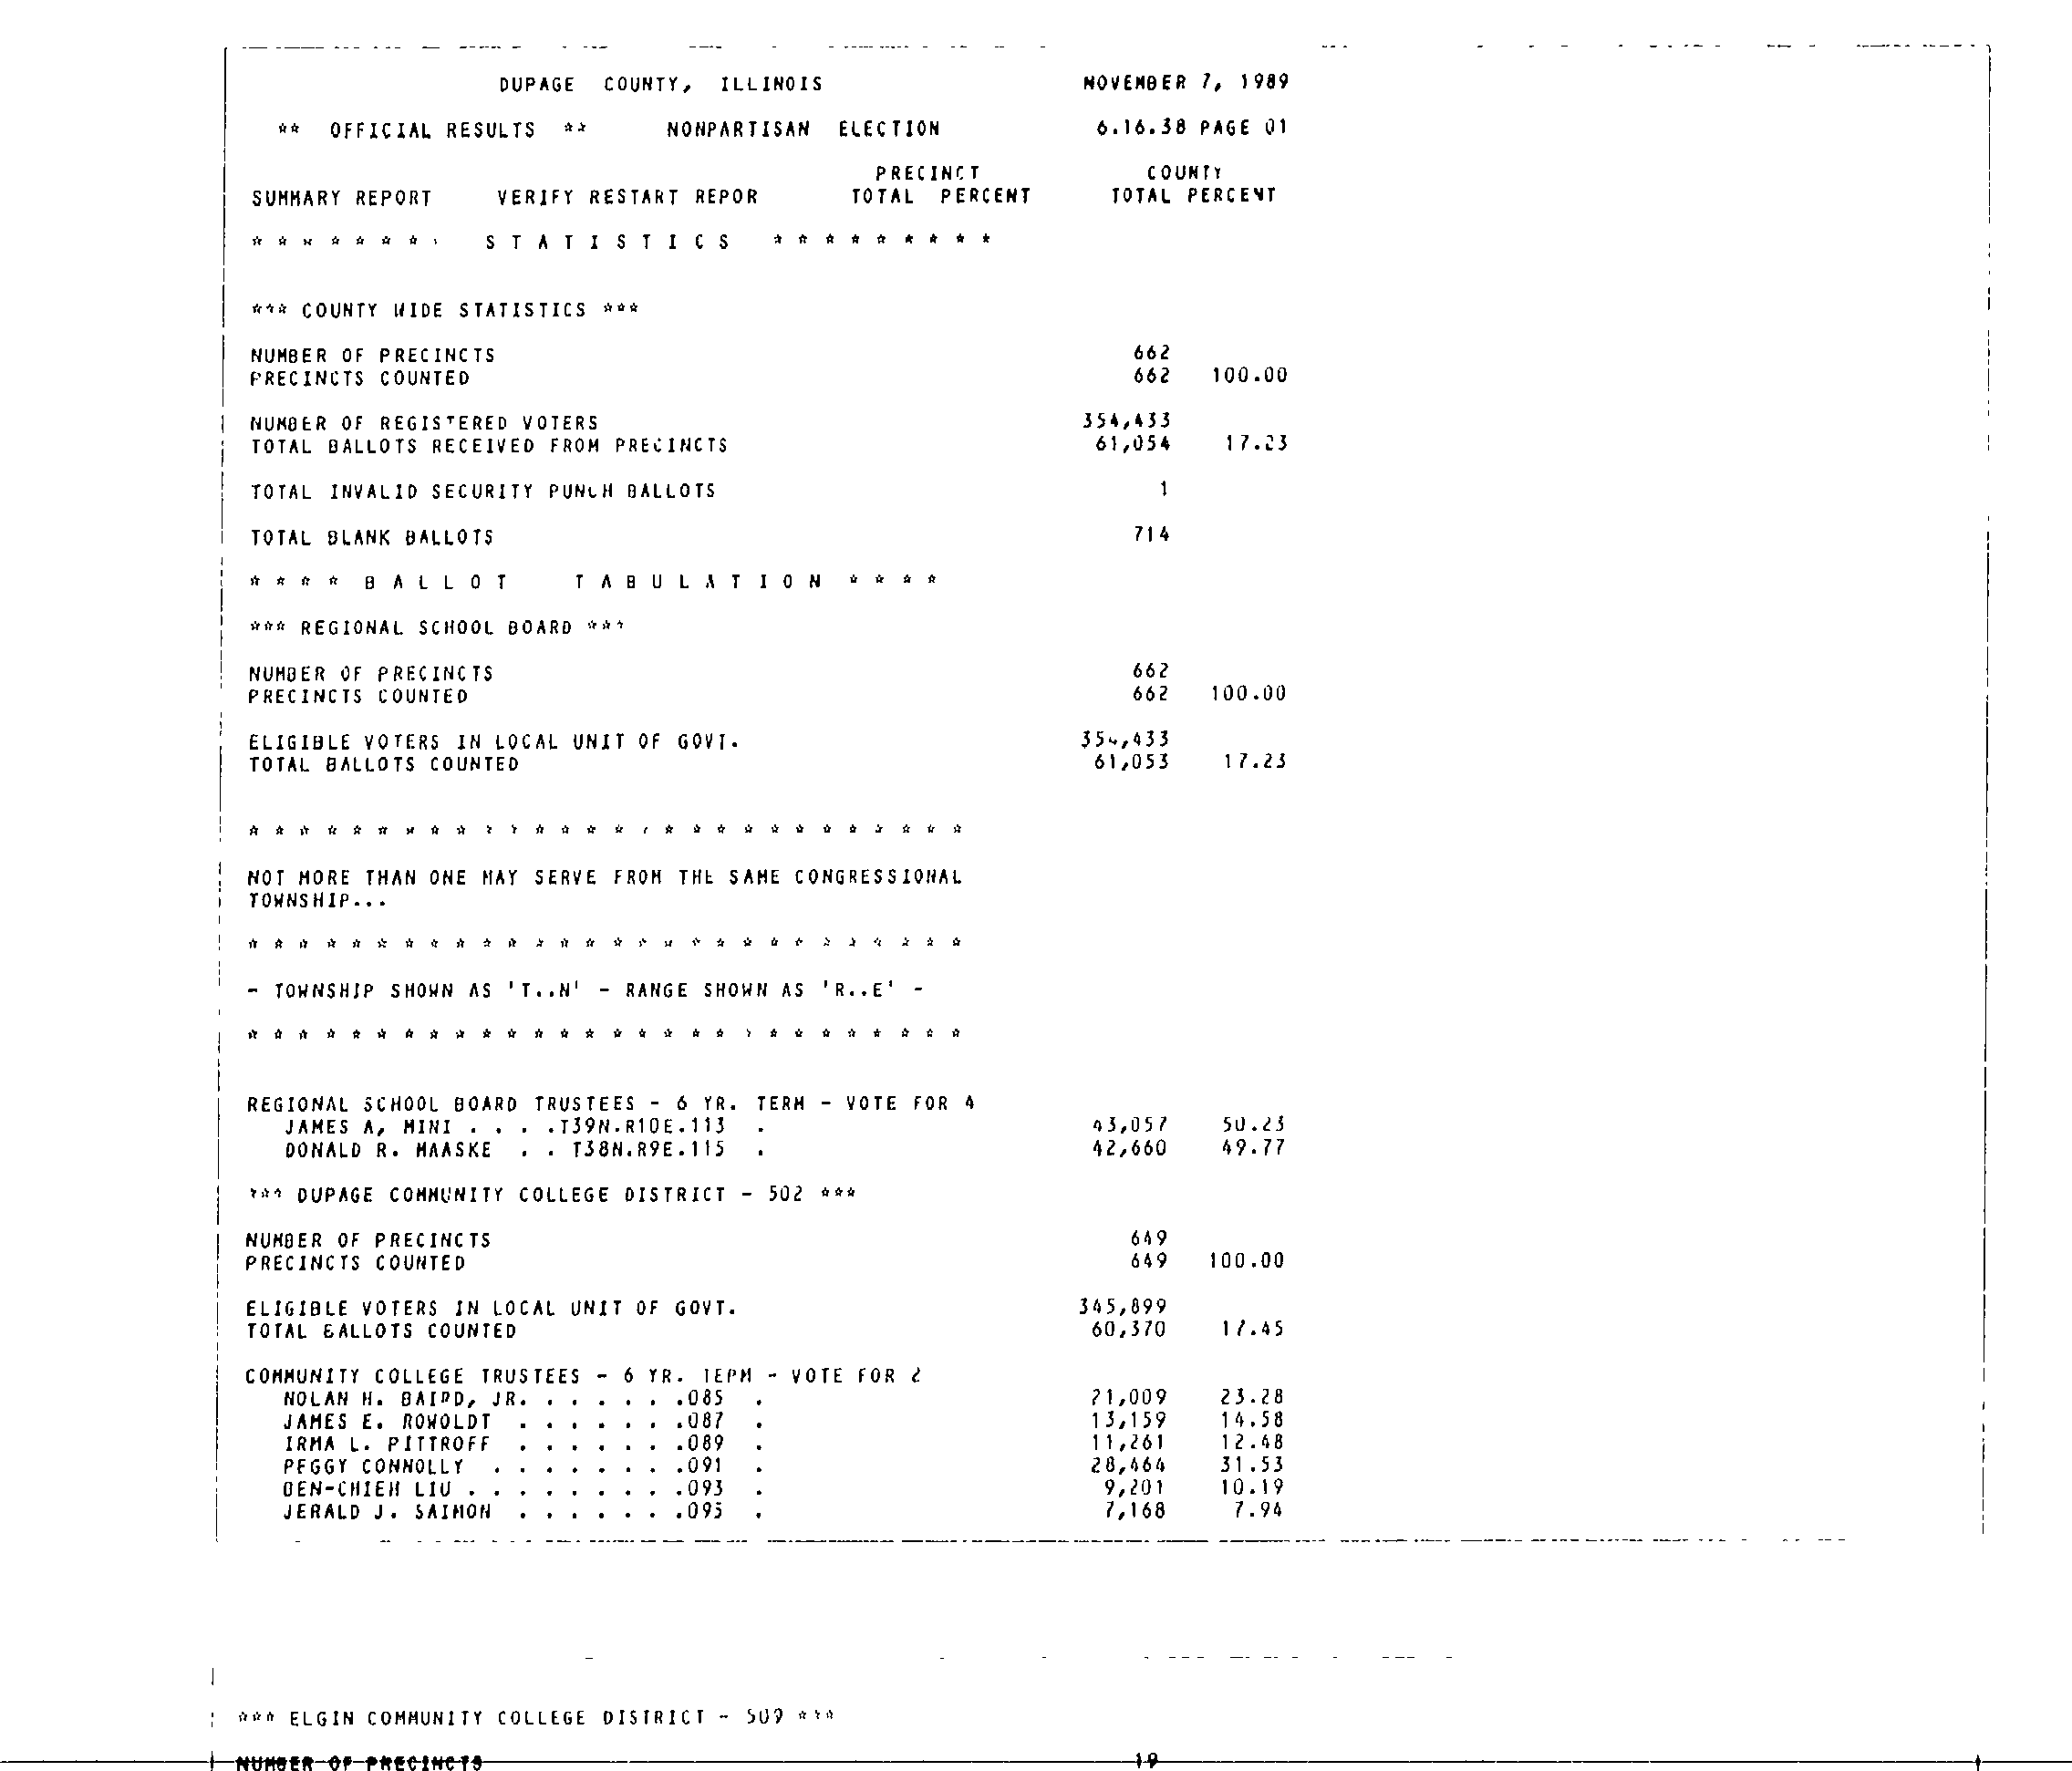 DUPAGE COUNTY, ILLINOIS NOVEMBER 7, 1989
** OFFICIAL RESULTS ** NONPARTISAN ELECTION 6.16.38 PAGE 01
PRECINCT COUNTY
SUMMARY REPORT VERIFY RESTART REPOR TOTAL PERCENT TOTAL PERCENT
* * * * * * * * S T A T I S T I C S * * * * * * * * *
*** COUNTY WIDE STATISTICS ***
NUMBER OF PRECINCTS 662
PRECINCTS COUNTED 662 100.00
NUMBER OF REGISTERED VOTERS 354,433
TOTAL BALLOTS RECEIVED FROM PRECINCTS 61,054 17.23
TOTAL INVALID SECURITY PUNCH BALLOTS 1
TOTAL BLANK BALLOTS 714
* * * * B A L L O T T A B U L A T I O N * * * *
*** REGIONAL SCHOOL BOARD ***
NUMBER OF PRECINCTS 662
PRECINCTS COUNTED 662 100.00
ELIGIBLE VOTERS IN LOCAL UNIT OF GOVT. 354,433
TOTAL BALLOTS COUNTED 61,053 17.23
* * * * * * * * * * * * * * * * * * * * * * * * * * * *
NOT MORE THAN ONE MAY SERVE FROM THE SAME CONGRESSIONAL
TOWNSHIP...
* * * * * * * * * * * * * * * * * * * * * * * * * * * *
- TOWNSHIP SHOWN AS 'T..N' - RANGE SHOWN AS 'R..E' -
* * * * * * * * * * * * * * * * * * * * * * * * * * * *
REGIONAL SCHOOL BOARD TRUSTEES - 6 YR. TERM - VOTE FOR 4
JAMES A, MINI . . . .T39N.R10E.113 . 43,057 50.23
DONALD R. MAASKE . . T38N.R9E.115 . 42,660 49.77
*** DUPAGE COMMUNITY COLLEGE DISTRICT - 502 ***
NUMBER OF PRECINCTS 649
PRECINCTS COUNTED 649 100.00
ELIGIBLE VOTERS IN LOCAL UNIT OF GOVT. 345,899
TOTAL BALLOTS COUNTED 60,370 17.45
COMMUNITY COLLEGE TRUSTEES - 6 YR. TERM - VOTE FOR 2
NOLAN H. BAIRD, JR. . . . . . .085 . 21,009 23.28
JAMES E. ROWOLDT . . . . . . .087 . 13,159 14.58
IRMA L. PITTROFF . . . . . . .089 . 11,261 12.48
PEGGY CONNOLLY . . . . . . . .091 . 28,464 31.53
BEN-CHIEH LIU . . . . . . . . .093 . 9,201 10.19
JERALD J. SAIMON . . . . . . .095 . 7,168 7.94
*** ELGIN COMMUNITY COLLEGE DISTRICT - 509 ***
NUMBER OF PRECINCTS 19